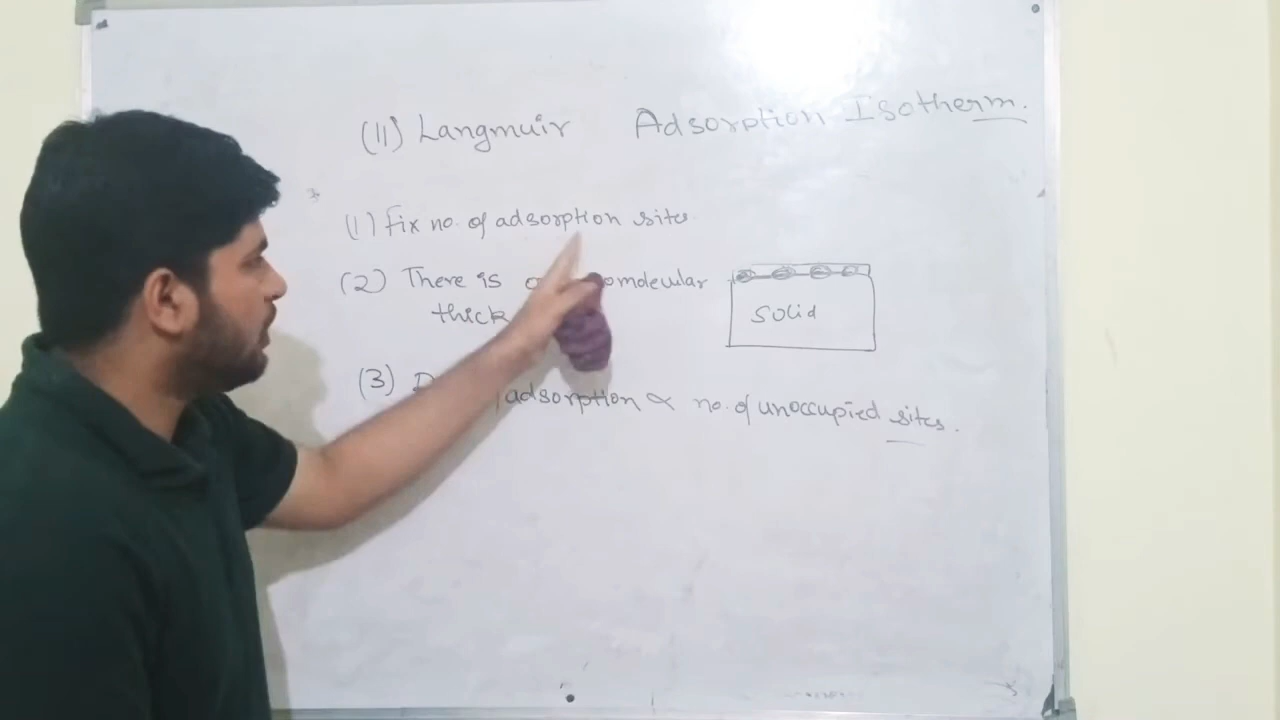 (11) Langmuir Adsorption Isotherm.
(1) Fix no. of adsorption sites
(2) There is
thick
Solid
(3) adsorption ∝ no. of unoccupied sites.